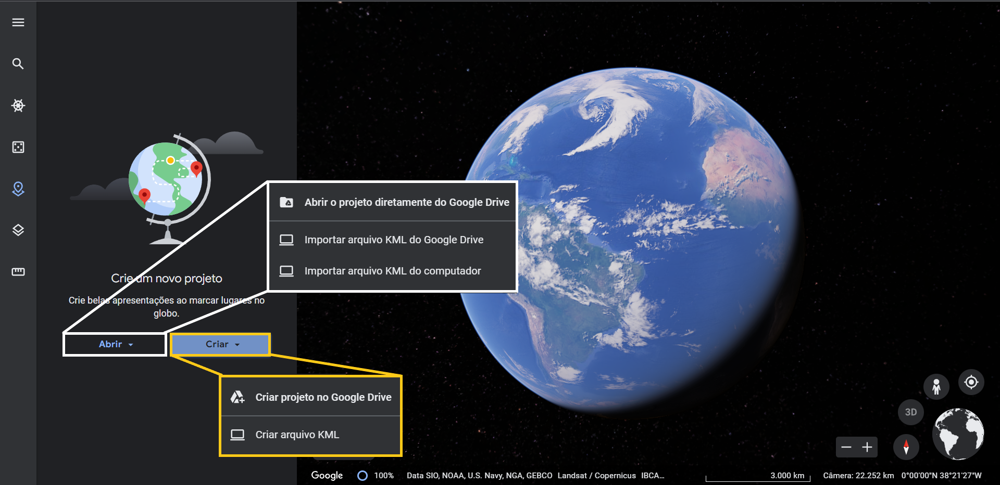 Abrir o projeto diretamente do Google Drive
Importar arquivo KML do Google Drive
Importar arquivo KML do computador
Crie um novo projeto
Crie belas apresentações ao marcar lugares no
globo.
Abrir
Criar
Criar projeto no Google Drive
Criar arquivo KML
3D
Google
100%
Data SIO, NOAA, U.S. Navy, NGA, GEBCO Landsat / Copernicus IBCA...
3.000 km
Câmera: 22.252 km
0°00'00"N 38°21'27"W